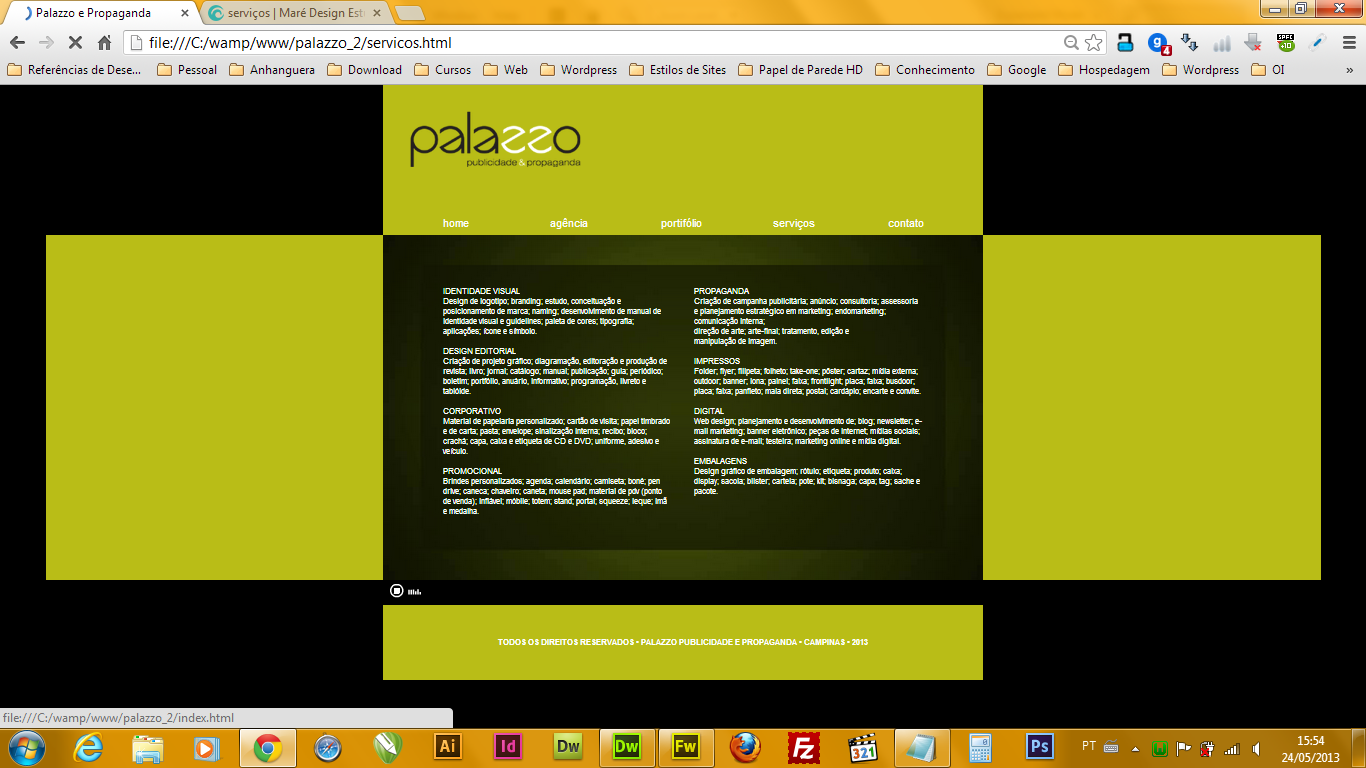 Palazzo e Propaganda
serviços | Maré Design Est
file:///C:/wamp/www/palazzo_2/servicos.html
g
4
SPEC
+10
Referências de Dese...
Pessoal
Anhanguera
Download
Cursos
Web
Wordpress
Estilos de Sites
Papel de Parede HD
Conhecimento
Google
Hospedagem
Wordpress
OI
»
palazzo
publicidade&propaganda
home
agência
portifólio
serviços
contato
IDENTIDADE VISUAL
Design de logotipo; branding; estudo, conceituação e
posicionamento de marca; naming; desenvolvimento de manual de
identidade visual e guidelines; paleta de cores; tipografia;
aplicações; ícone e símbolo.
DESIGN EDITORIAL
Criação de projeto gráfico; diagramação, editoração e produção de
revista; livro; jornal; catálogo; manual; publicação; guia; periódico;
boletim; portfólio, anuário, informativo; programação, livreto e
tablóide.
CORPORATIVO
Material de papelaria personalizado; cartão de visita; papel timbrado
e de carta; pasta; envelope; sinalização interna; recibo; bloco;
crachá; capa, caixa e etiqueta de CD e DVD; uniforme, adesivo e
veículo.
PROMOCIONAL
Brindes personalizados; agenda; calendário; camiseta; boné; pen
drive; caneca; chaveiro; caneta; mouse pad; material de pdv (ponto
de venda); inflável; móbile; totem; stand; portal; squeeze; leque; imã
e medalha.
PROPAGANDA
Criação de campanha publicitária; anúncio; consultoria; assessoria
e planejamento estratégico em marketing; endomarketing;
comunicação interna;
direção de arte; arte-final; tratamento, edição e
manipulação de imagem.
IMPRESSOS
Folder; flyer; filipeta; folheto; take-one; pôster; cartaz; mídia externa;
outdoor; banner; lona; painel; faixa; frontlight; placa; faixa; busdoor;
placa; faixa; panfleto; mala direta; postal; cardápio; encarte e convite.
DIGITAL
Web design; planejamento e desenvolvimento de; blog; newsletter; e-
mail marketing; banner eletrônico; peças de internet; mídias sociais;
assinatura de e-mail; testeira; marketing online e mídia digital.
EMBALAGENS
Design gráfico de embalagem; rótulo; etiqueta; produto; caixa;
display; sacola; blister; cartela; pote; kit; bisnaga; capa; tag; sache e
pacote.
TODOS OS DIREITOS RESERVADOS - PALAZZO PUBLICIDADE E PROPAGANDA - CAMPINAS - 2013
file:///C:/wamp/www/palazzo_2/index.html
Ai
Id
Dw
Dw
Fw
Fz
321
Ps
PT
15:54
24/05/2013